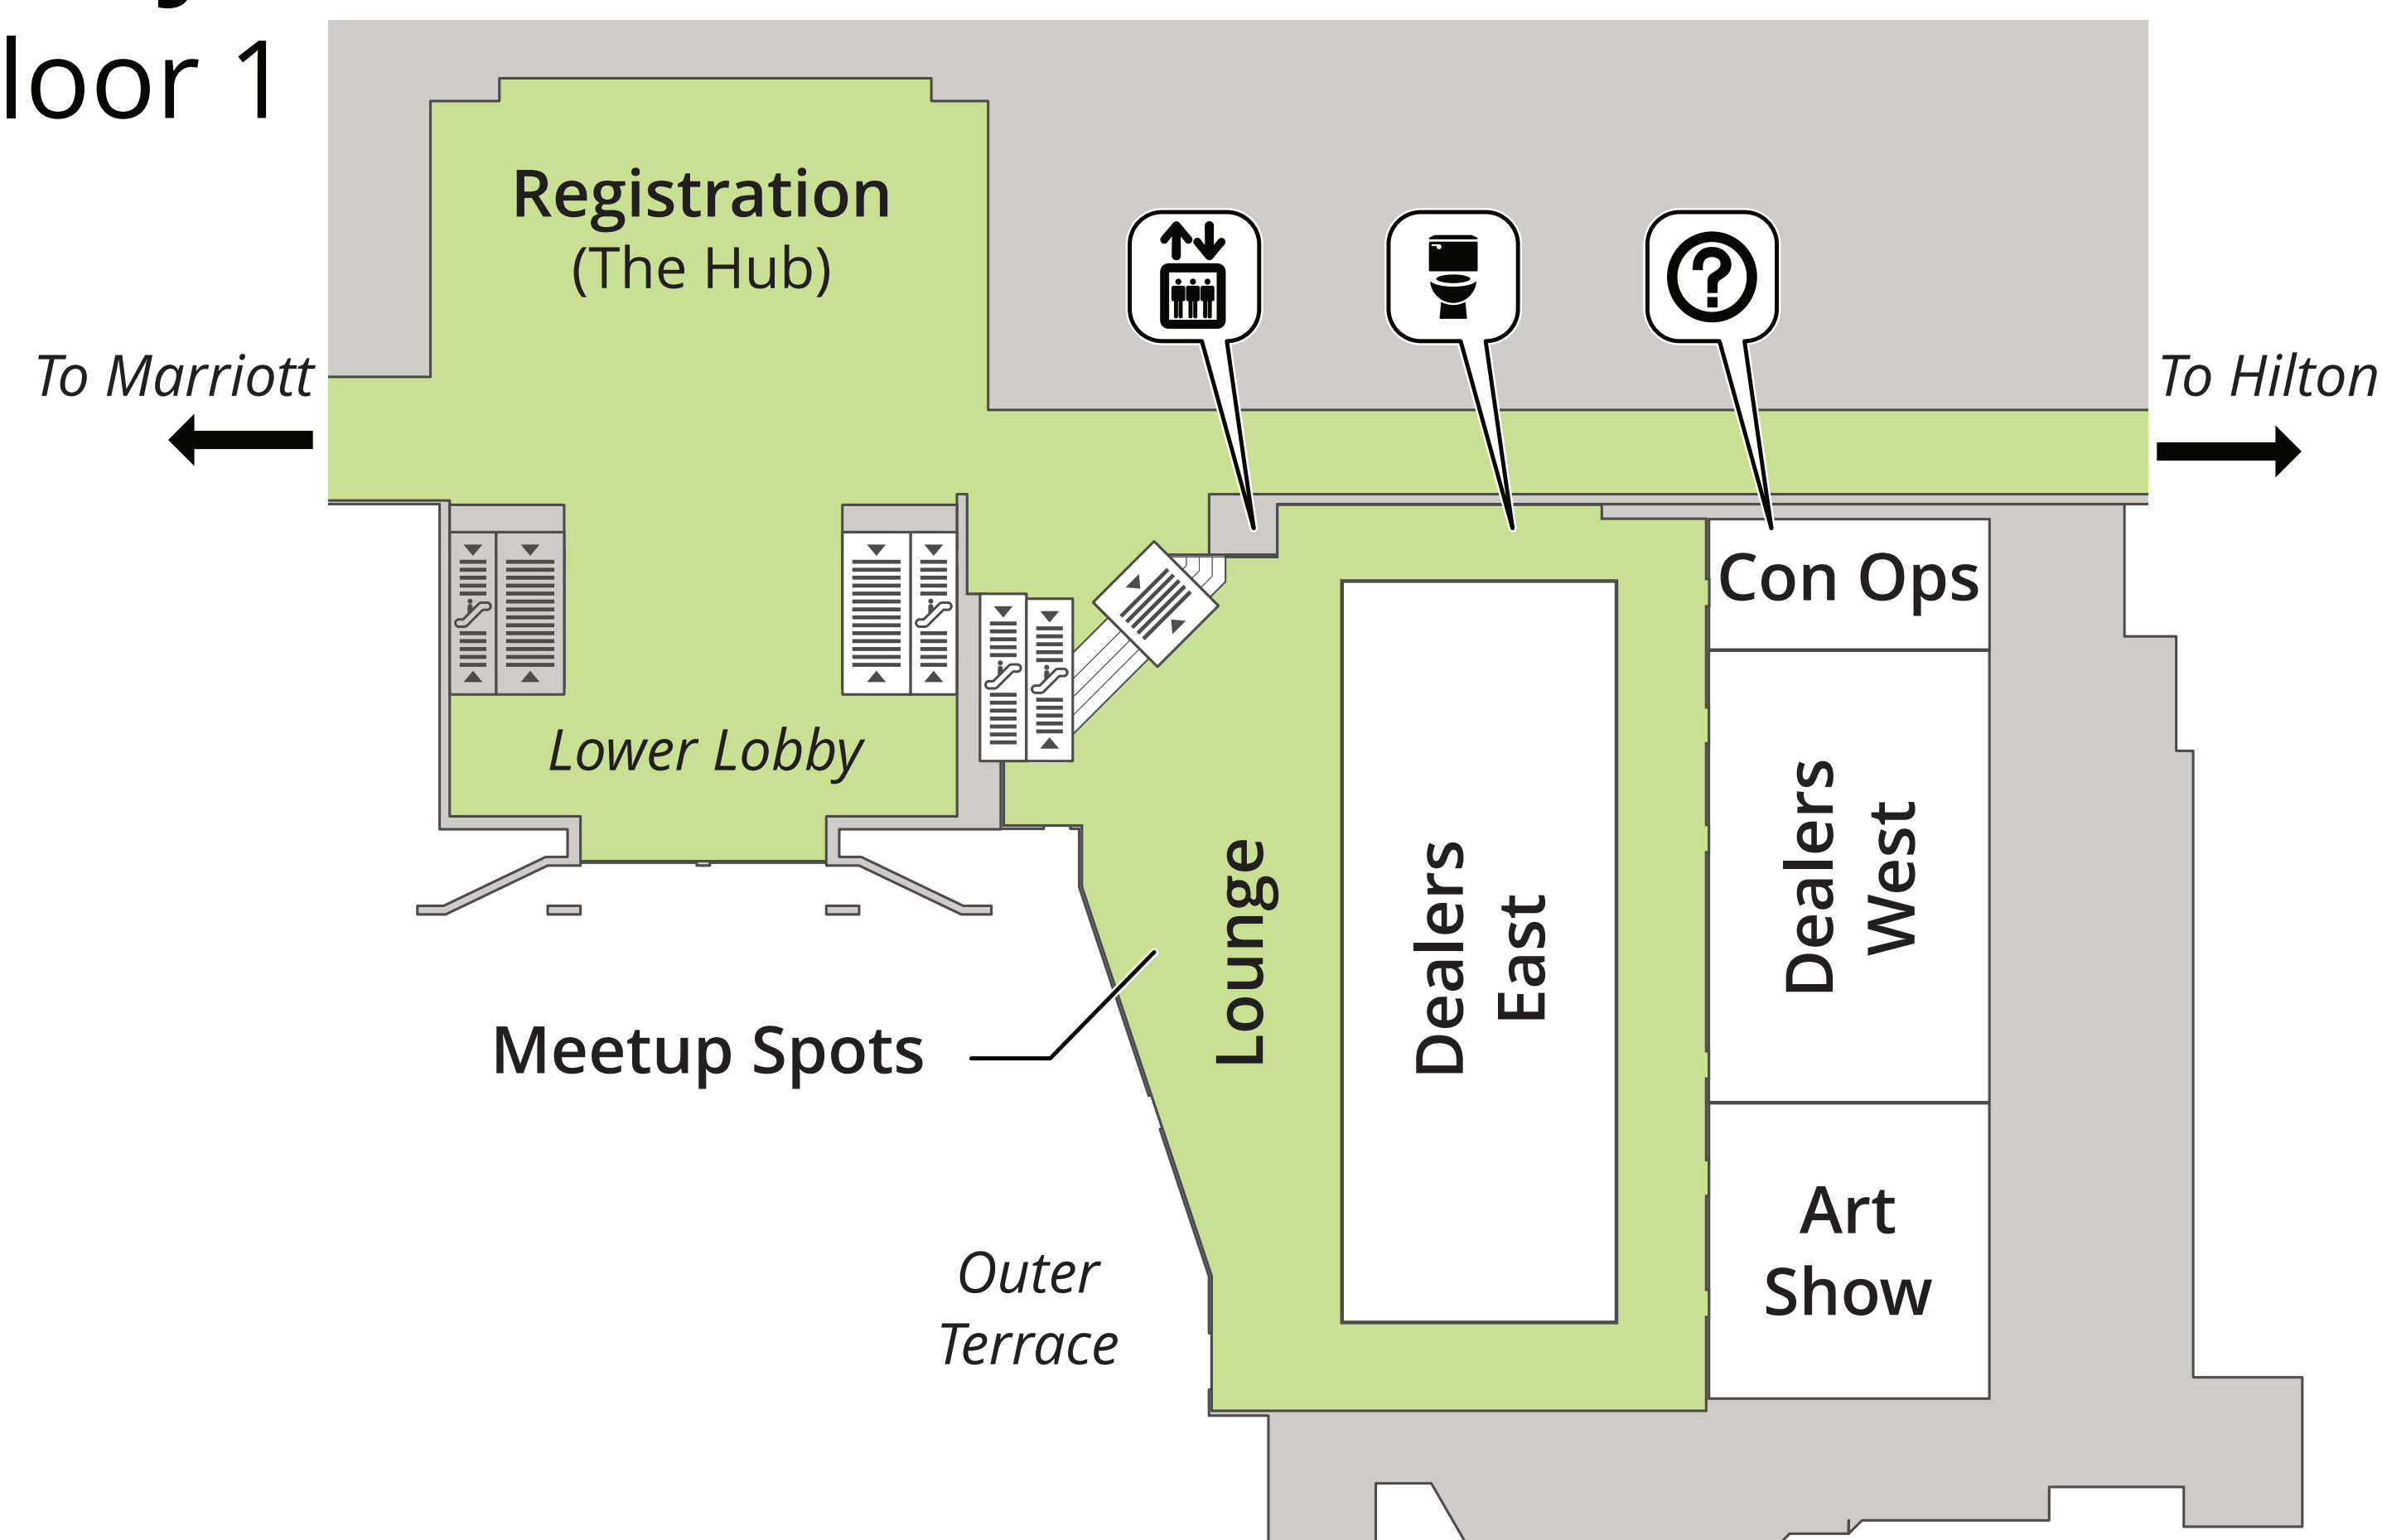 loor 1
Registration
(The Hub)
To Marriott
To Hilton
Con Ops
Lower Lobby
Dealers
West
Lounge
Dealers
East
Meetup Spots
Art
Show
Outer
Terrace